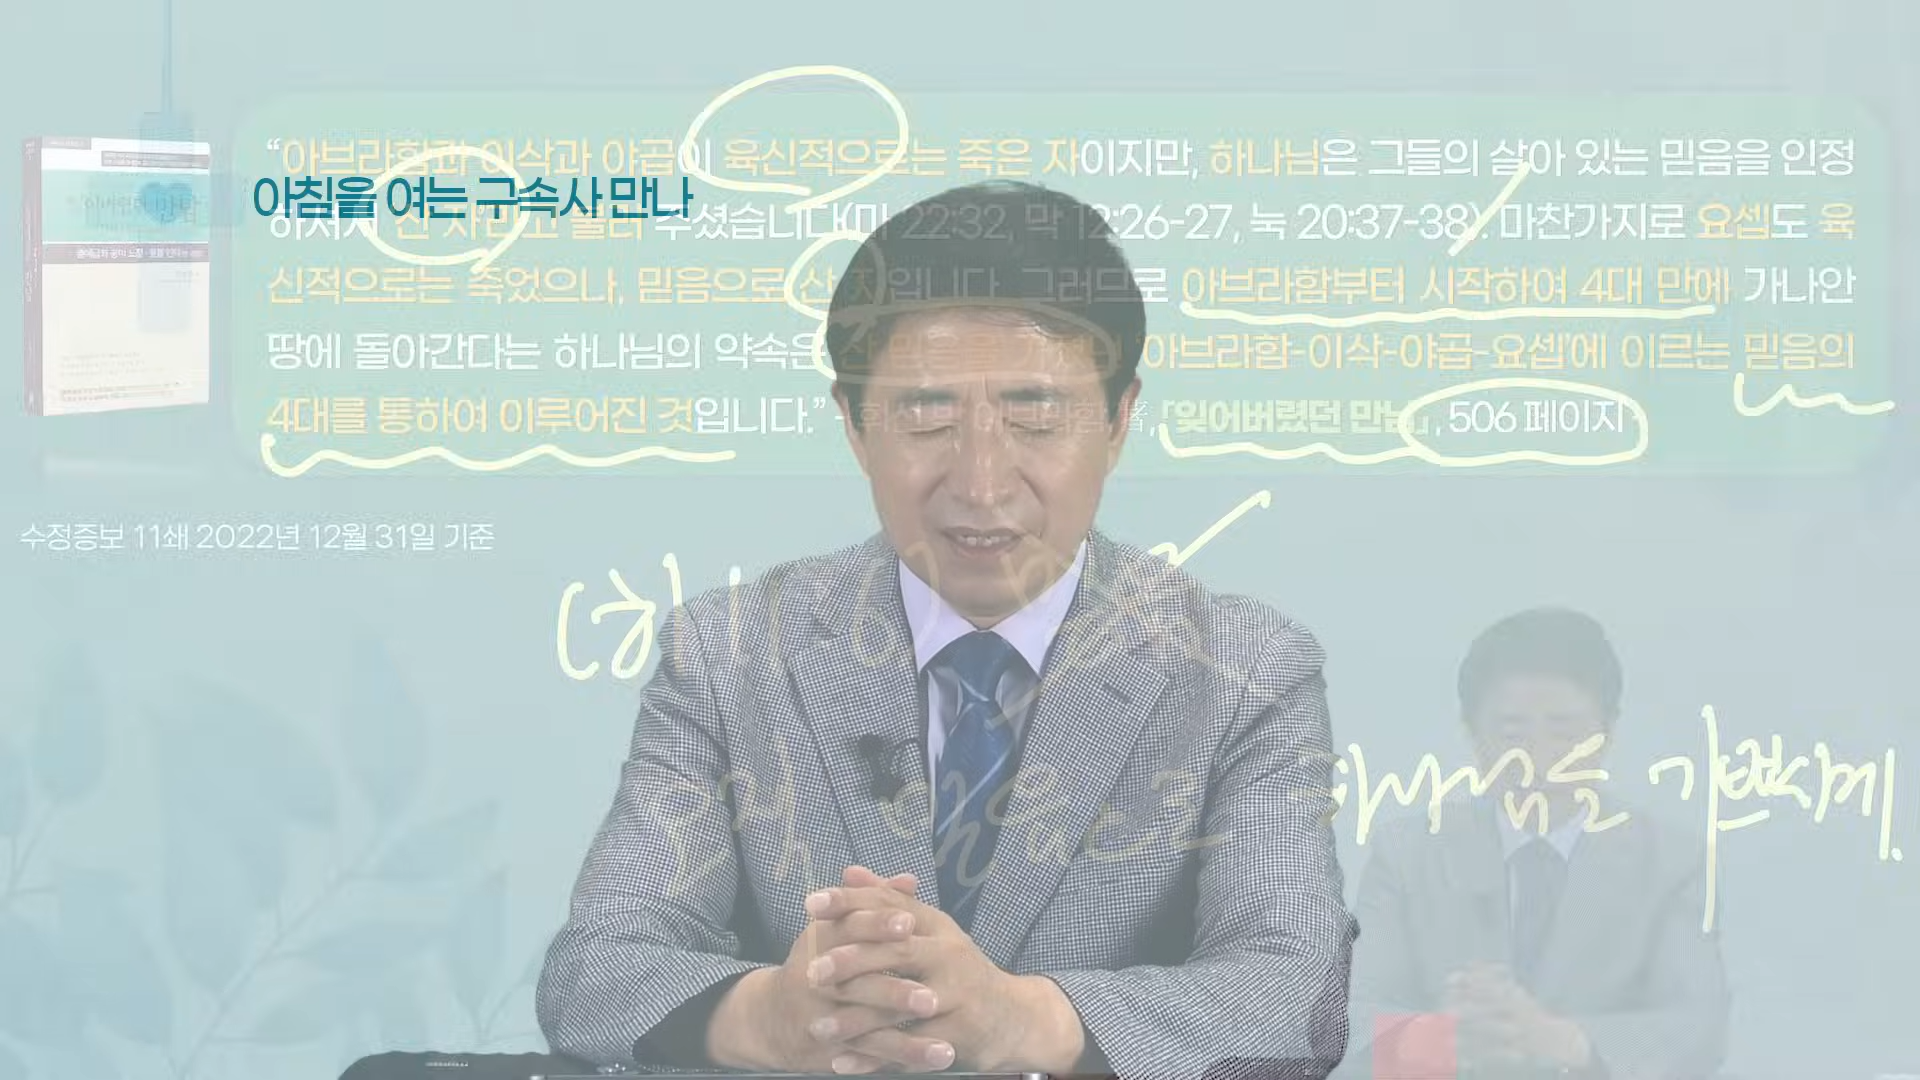 “아브라함과 이삭과 야곱이 육신적으로는 죽은 자이지만, 하나님은 그들의 살아 있는 믿음을 인정
아침을 여는 구속사 만나
하셔서 '산 자'라고 불러 주셨습니다(마 22:32, 막 12:26-27, 눅 20:37-38). 마찬가지로 요셉도 육
신적으로는 죽었으나, 믿음으로 산 자입니다. 그러므로 아브라함부터 시작하여 4대 만에 가나안
땅에 돌아간다는 하나님의 약속은 아브라함-이삭-야곱-요셉'에 이르는 믿음의
4대를 통하여 이루어진 것입니다.” 「잊어버렸던 만남」, 506 페이지
수정증보 11쇄 2022년 12월 31일 기준
오직 믿음으로 하나님을 기쁘시게.